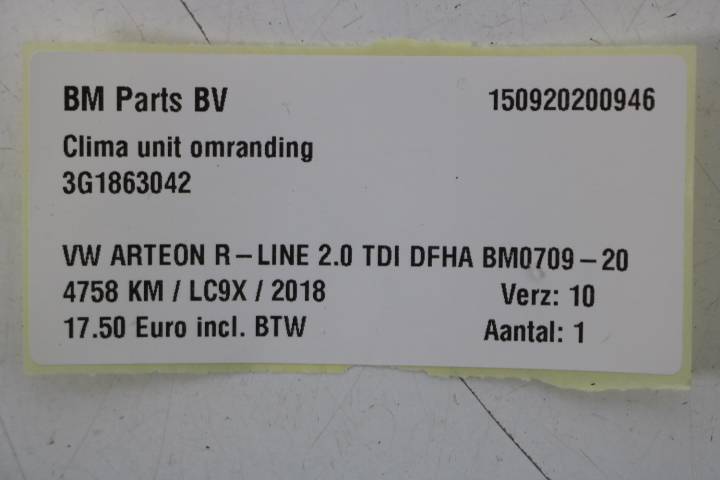 BM Parts BV 150920200946
Clima unit omranding
3G1863042
VW ARTEON R-LINE 2.0 TDI DFHA BM0709-20
4758 KM / LC9X / 2018 Verz: 10
17.50 Euro incl. BTW Aantal: 1